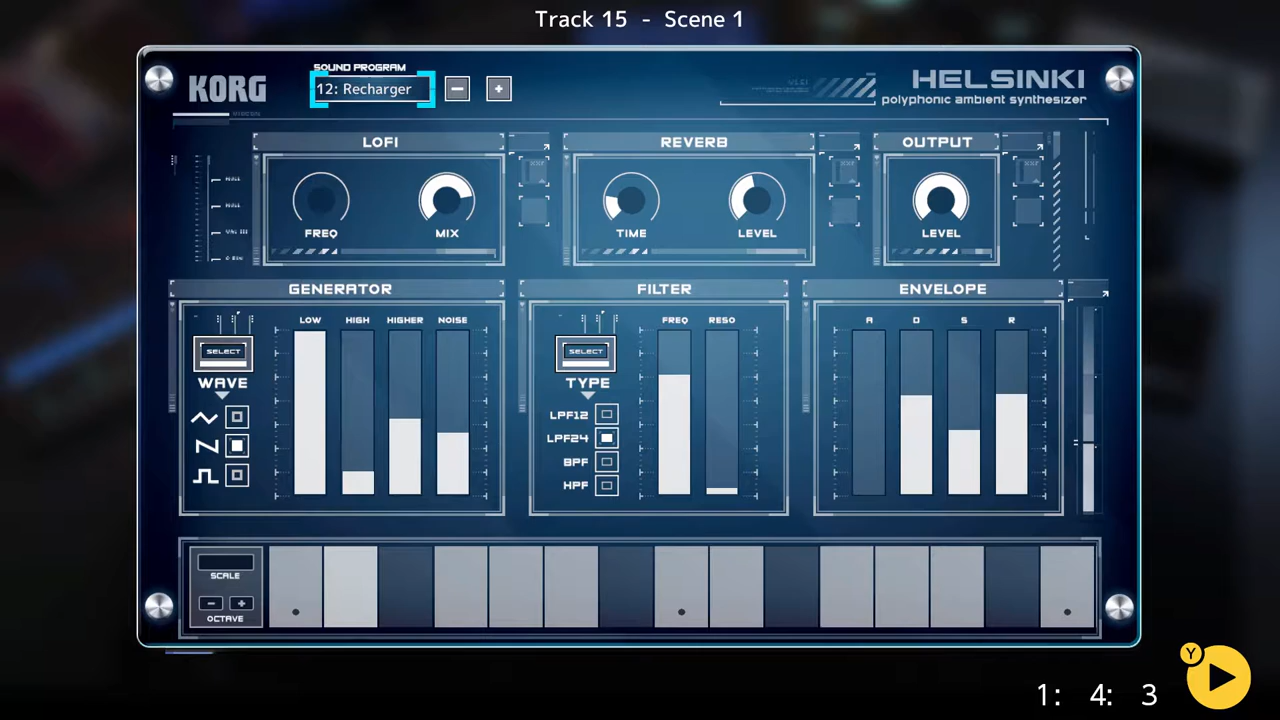 Track 15 - Scene 1
KORG
SOUND PROGRAM
12: Recharger
HELSINKI
polyphonic ambient synthesizer
LOFI
FREQ
MIX
REVERB
TIME
LEVEL
OUTPUT
LEVEL
GENERATOR
SELECT
WAVE
LOW
HIGH
HIGHER
NOISE
FILTER
SELECT
TYPE
LPF12
LPF24
BPF
HPF
FREQ
RESO
ENVELOPE
A
D
S
R
SCALE
OCTAVE
Y
1: 4: 3